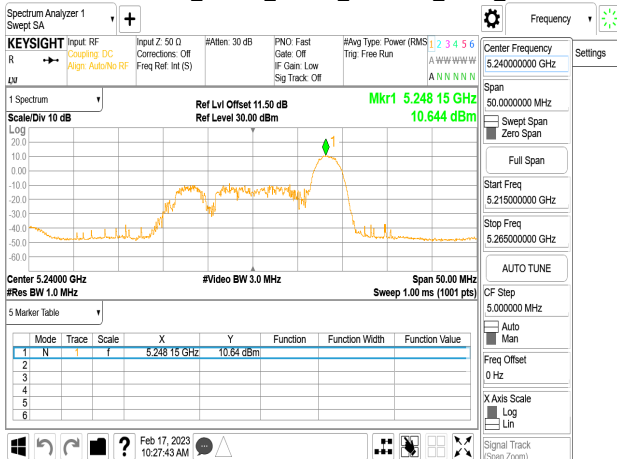 Spectrum Analyzer 1
Swept SA
Frequency
Settings
KEYSIGHT
R
LXI
Input: RF
Coupling: DC
Align: Auto/No RF
Input Z: 50 Ω
Corrections: Off
Freq Ref: Int (S)
#Atten: 30 dB
PNO: Fast
Gate: Off
IF Gain: Low
Sig Track: Off
#Avg Type: Power (RMS
Trig: Free Run
1 2 3 4 5 6
A W W W W W
A N N N N N
1 Spectrum
Scale/Div 10 dB
Ref Lvl Offset 11.50 dB
Ref Level 30.00 dBm
Mkr1 5.248 15 GHz
10.644 dBm
Log
20.0
10.00
0.00
-10.0
-20.0
-30.0
-40.0
-50.0
-60.0
1
Center 5.24000 GHz
#Res BW 1.0 MHz
#Video BW 3.0 MHz
Span 50.00 MHz
Sweep 1.00 ms (1001 pts)
5 Marker Table
Mode Trace Scale X Y Function Function Width Function Value
1 N 1 f 5.248 15 GHz 10.64 dBm
2
3
4
5
6
Center Frequency
5.240000000 GHz
Span
50.0000000 MHz
Swept Span
Zero Span
Full Span
Start Freq
5.215000000 GHz
Stop Freq
5.265000000 GHz
AUTO TUNE
CF Step
5.000000 MHz
Auto
Man
Freq Offset
0 Hz
X Axis Scale
Log
Lin
Signal Track
(Span Zoom)
?
Feb 17, 2023
10:27:43 AM